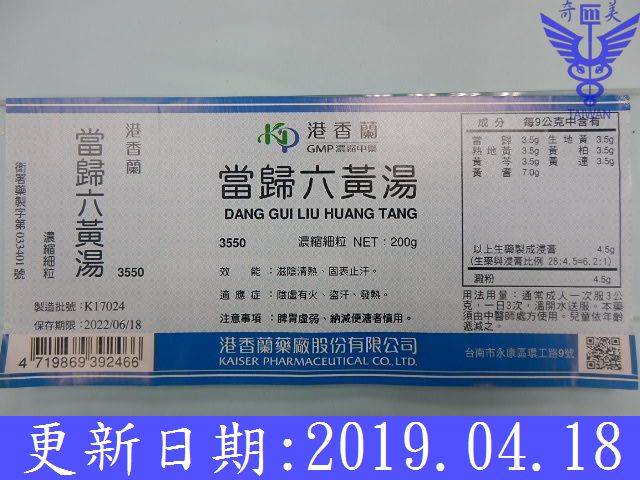 奇美
TAIWAN
衛署藥製字第033401號
當歸六黃湯
港香蘭
濃縮細粒
3550
製造批號：K17024
保存期限：2022/06/18
4 719869 392466
港香蘭
GMP濃縮中藥
當歸六黃湯
DANG GUI LIU HUANG TANG
3550 濃縮細粒 NET：200g
效能：滋陰清熱、固表止汗。
適應症：陰虛有火、盜汗、發熱。
注意事項：脾胃虛弱、納減便溏者慎用。
港香蘭藥廠股份有限公司
KAISER PHARMACEUTICAL CO.,LTD.
成分 每9公克中含有
當歸 3.5g 生地黃 3.5g
熟地黃 3.5g 黃柏 3.5g
黃芩 3.5g 黃連 3.5g
黃耆 7.0g
以上生藥製成浸膏 4.5g
(生藥與浸膏比例 28:4.5=6.2:1)
澱粉 4.5g
用法用量：通常成人一次服3公
克，一日3次，溫開水送服。本藥
須由中醫師處方使用。兒童依年齡
遞減之。
台南市永康區環工路9號
更新日期:2019.04.18